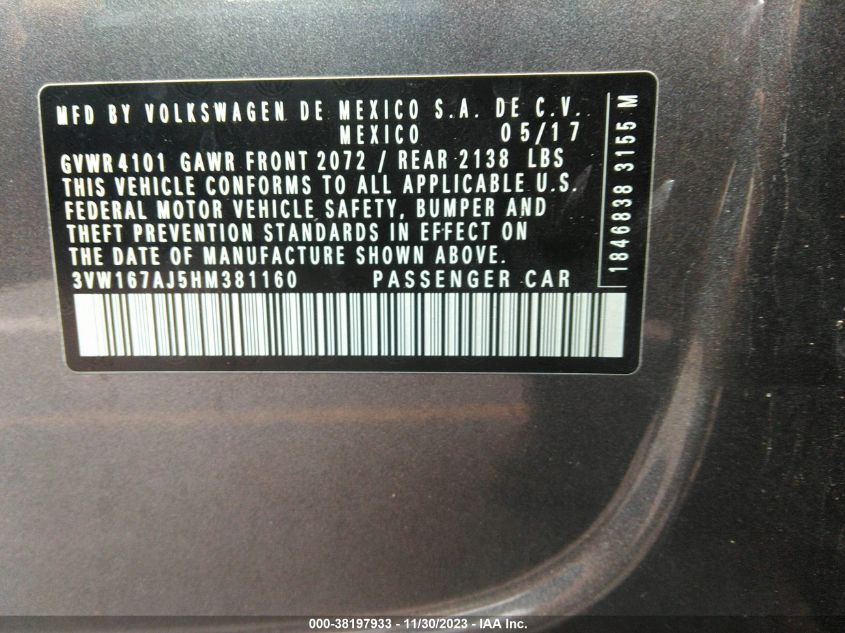 MFD BY VOLKSWAGEN DE MEXICO S.A. DE C.V.
MEXICO 05/17
GVWR 4101 GAWR FRONT 2072 / REAR 2138 LBS
THIS VEHICLE CONFORMS TO ALL APPLICABLE U.S.
FEDERAL MOTOR VEHICLE SAFETY, BUMPER AND
THEFT PREVENTION STANDARDS IN EFFECT ON
THE DATE OF MANUFACTURE SHOWN ABOVE.
3VW167AJ5HM381160 PASSENGER CAR
1846838 3155 M
000-38197933 - 11/30/2023 - IAA Inc.